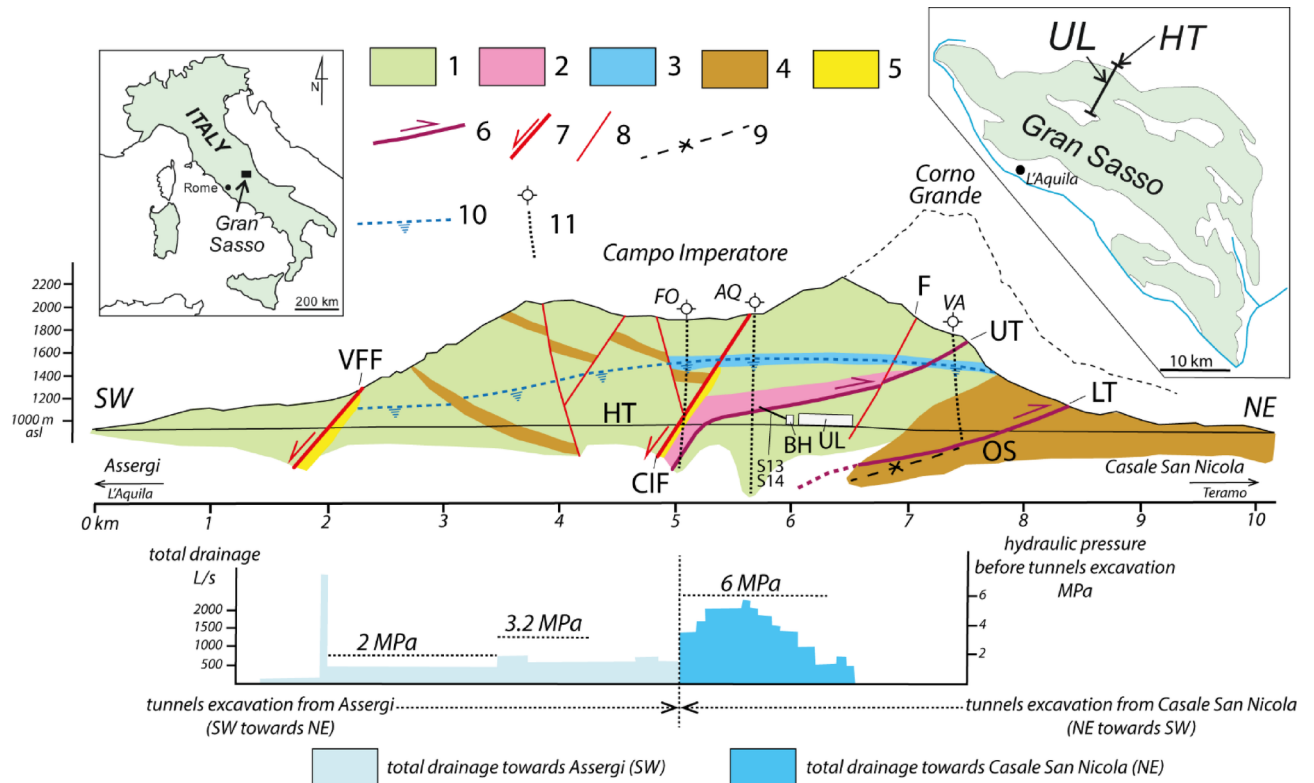 N
ITALY
Rome
Gran
Sasso
200 km
1
2
3
4
5
6
7
8
9
10
11
UL
HT
Gran Sasso
L'Aquila
10 km
Corno
Grande
Campo Imperatore
2200
2000
1800
1600
1400
1200
1000 m
asl
SW
VFF
FO
AQ
F
VA
UT
LT
NE
HT
BH
UL
S13
S14
CIF
OS
Assergi
L'Aquila
Casale San Nicola
Teramo
0 km
1
2
3
4
5
6
7
8
9
10
total drainage
L/s
2000
1500
1000
500
2 MPa
3.2 MPa
6 MPa
hydraulic pressure
before tunnels excavation
MPa
6
4
2
tunnels excavation from Assergi
(SW towards NE)
tunnels excavation from Casale San Nicola
(NE towards SW)
total drainage towards Assergi (SW)
total drainage towards Casale San Nicola (NE)